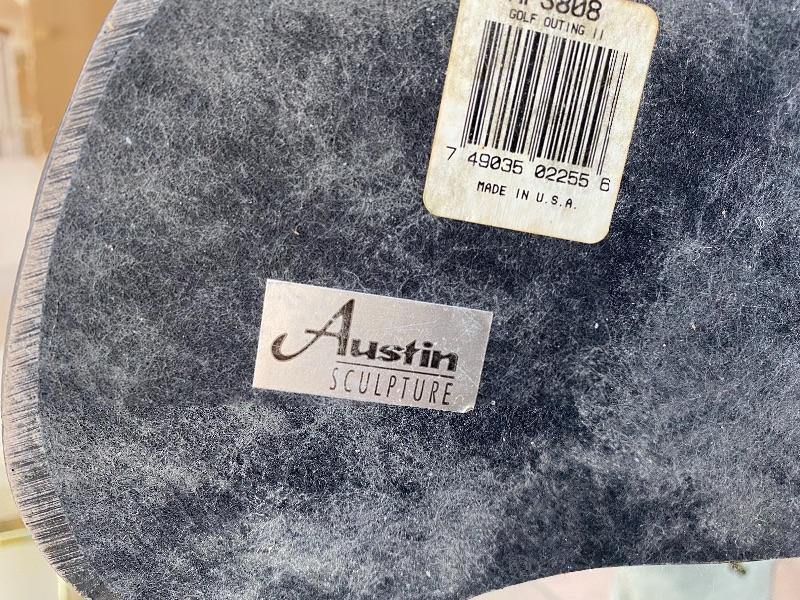 GOLF OUTING II
7 49035 02255 6
MADE IN U.S.A.
Austin
SCULPTURE